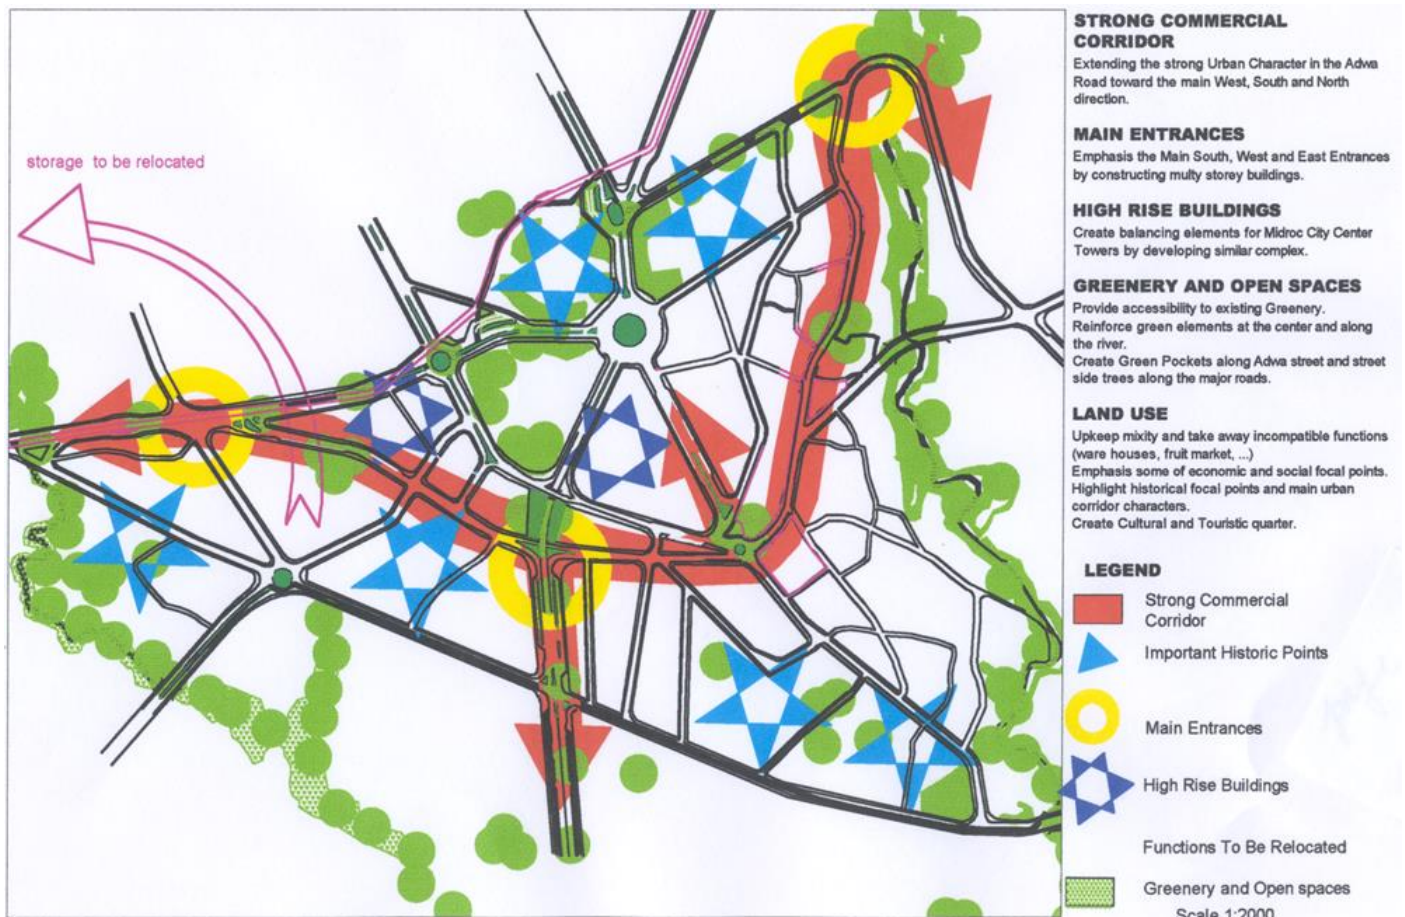 storage to be relocated
STRONG COMMERCIAL
CORRIDOR
Extending the strong Urban Character in the Adwa
Road toward the main West, South and North
direction.
MAIN ENTRANCES
Emphasis the Main South, West and East Entrances
by constructing multy storey buildings.
HIGH RISE BUILDINGS
Create balancing elements for Midroc City Center
Towers by developing similar complex.
GREENERY AND OPEN SPACES
Provide accessibility to existing Greenery.
Reinforce green elements at the center and along
the river.
Create Green Pockets along Adwa street and street
side trees along the major roads.
LAND USE
Upkeep mixity and take away incompatible functions
(ware houses, fruit market, ...)
Emphasis some of economic and social focal points.
Highlight historical focal points and main urban
corridor characters.
Create Cultural and Touristic quarter.
LEGEND
Strong Commercial
Corridor
Important Historic Points
Main Entrances
High Rise Buildings
Functions To Be Relocated
Greenery and Open spaces
Scale 1:2000